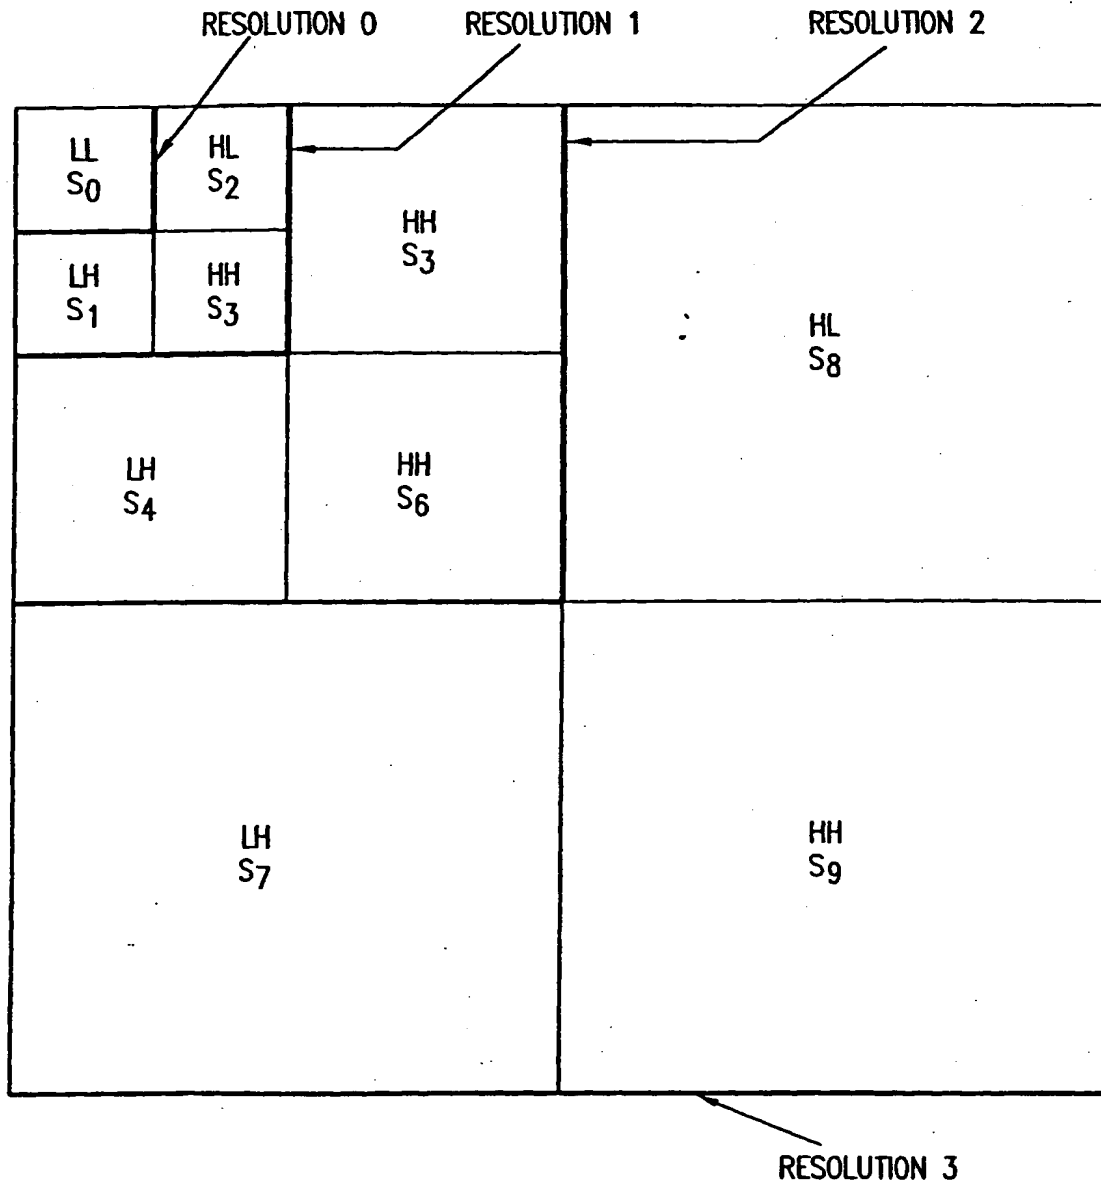 RESOLUTION 0
RESOLUTION 1
RESOLUTION 2
LL
S0
HL
S2
HH
S3
LH
S1
HH
S3
HL
S8
LH
S4
HH
S6
LH
S7
HH
S9
RESOLUTION 3